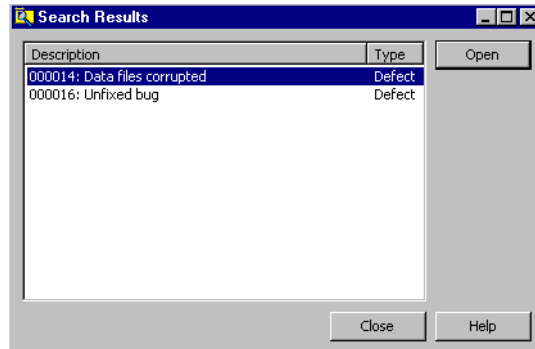 Search Results
Description Type Open
000014: Data files corrupted Defect
000016: Unfixed bug Defect
Close Help